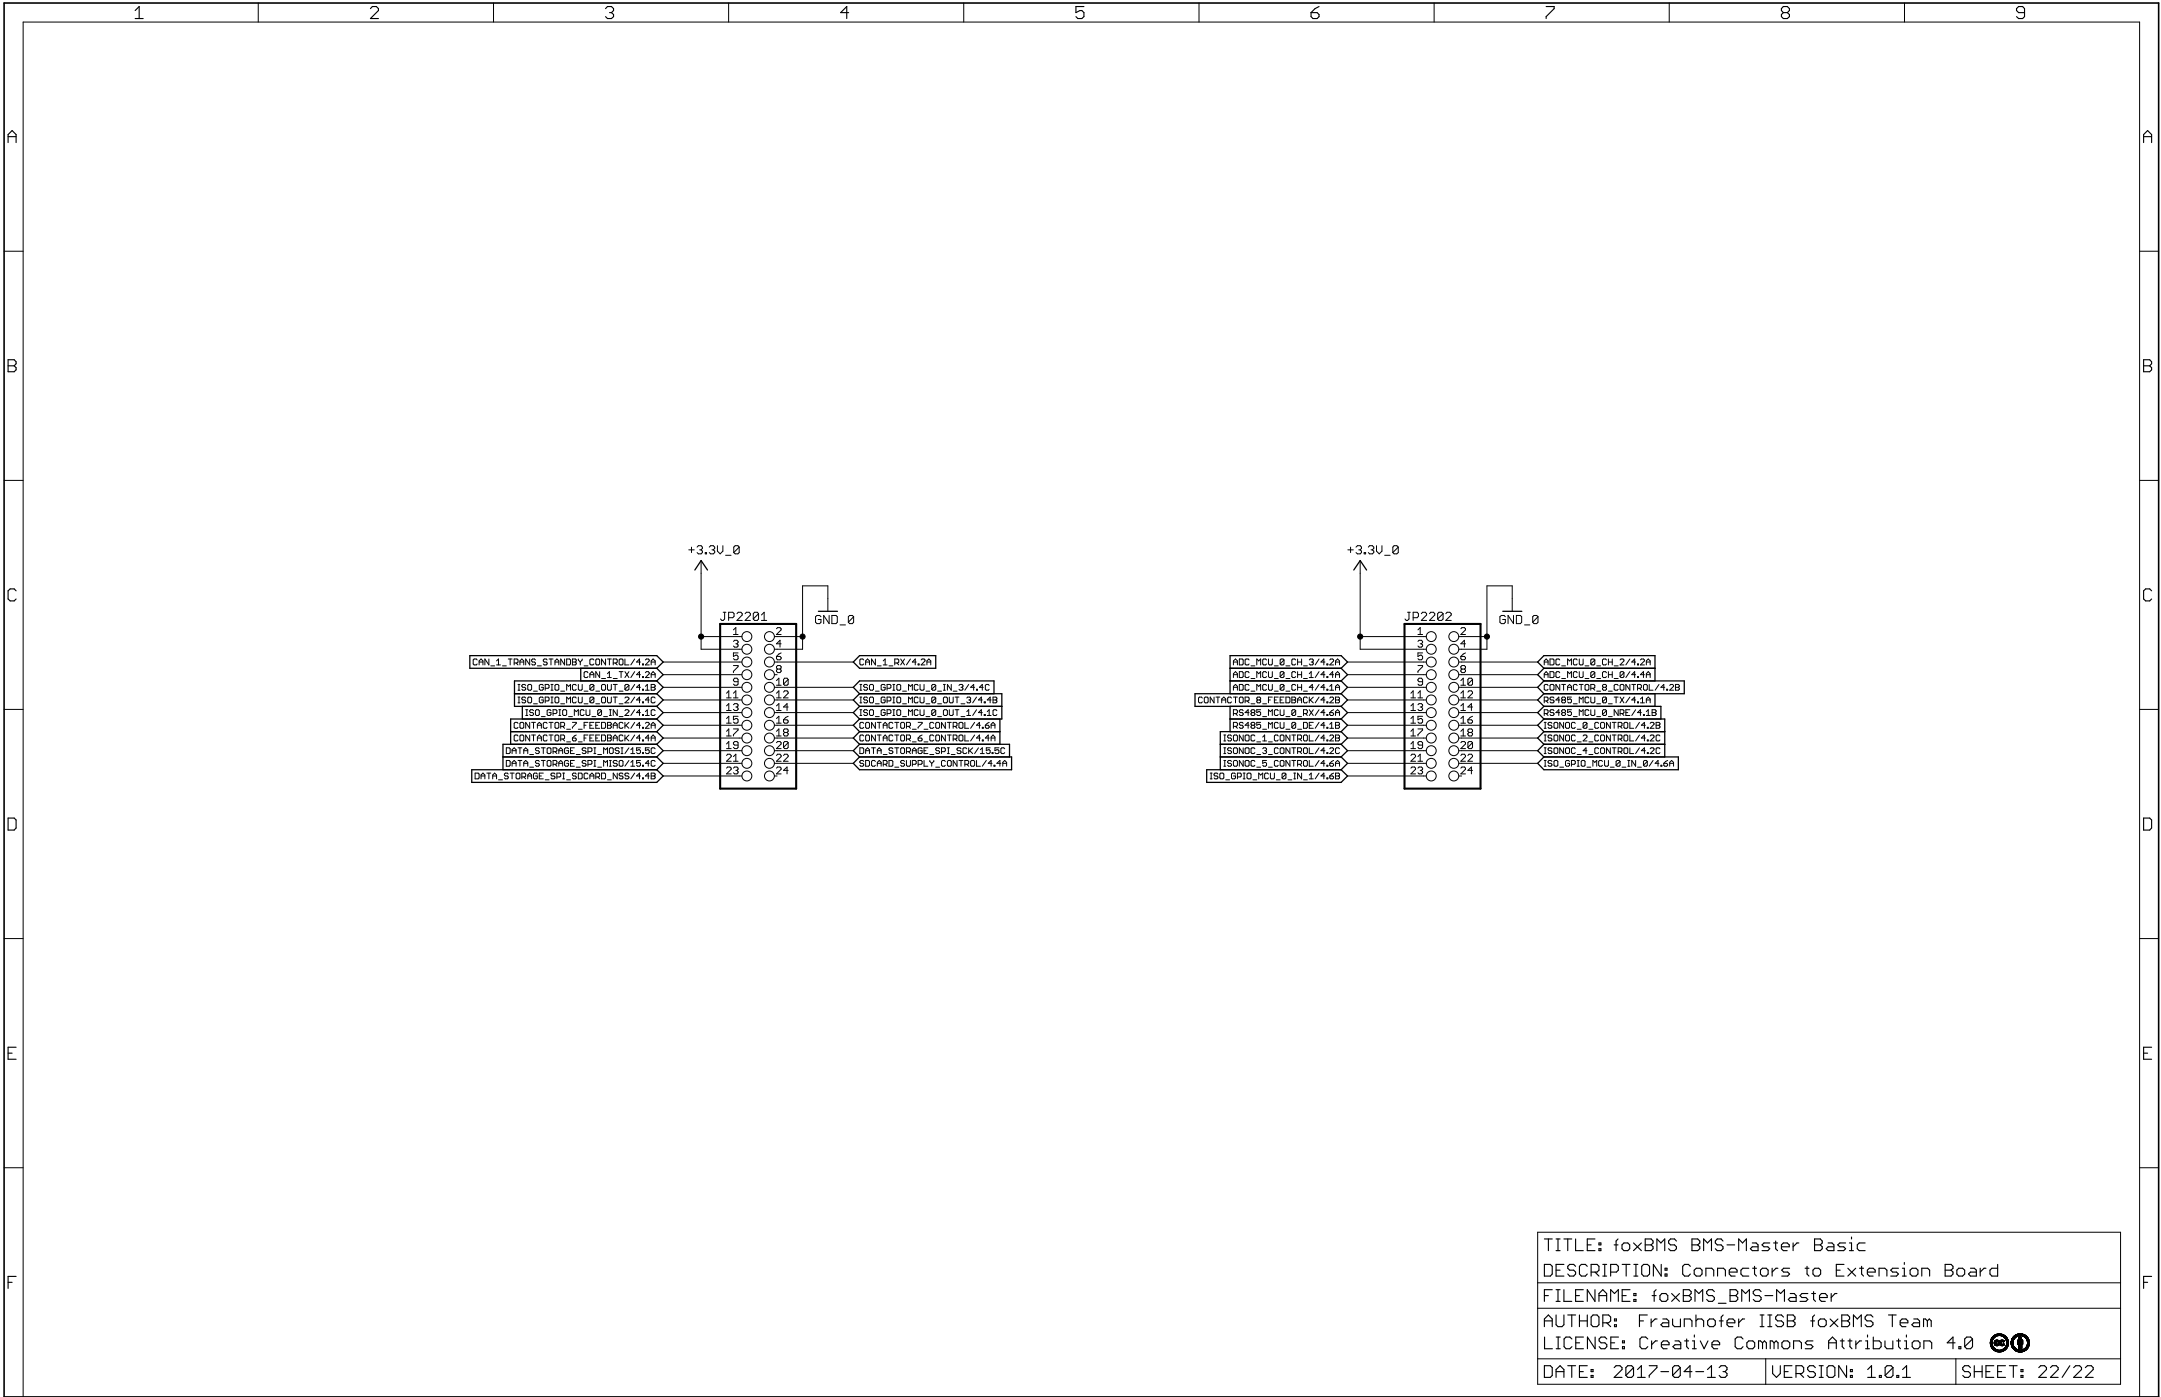 1 2 3 4 5 6 7 8 9
A A
B B
+3.3V_0 +3.3V_0
C C
JP2201 GND_0 JP2202 GND_0
1 2 1 2
3 4 3 4
CAN_1_TRANS_STANDBY_CONTROL/4.2A 5 6 CAN_1_RX/4.2A ADC_MCU_0_CH_3/4.2A 5 6 ADC_MCU_0_CH_2/4.2A
CAN_1_TX/4.2A 7 8 ADC_MCU_0_CH_1/4.4A 7 8 ADC_MCU_0_CH_0/4.4A
ISO_GPIO_MCU_0_OUT_0/4.1B 9 10 ISO_GPIO_MCU_0_IN_3/4.4C ADC_MCU_0_CH_4/4.1A 9 10 CONTACTOR_8_CONTROL/4.2B
ISO_GPIO_MCU_0_OUT_2/4.4C 11 12 ISO_GPIO_MCU_0_OUT_3/4.4B CONTACTOR_8_FEEDBACK/4.2B 11 12 RS485_MCU_0_TX/4.1A
ISO_GPIO_MCU_0_IN_2/4.1C 13 14 ISO_GPIO_MCU_0_OUT_1/4.1C RS485_MCU_0_RX/4.6A 13 14 RS485_MCU_0_NRE/4.1B
CONTACTOR_7_FEEDBACK/4.2A 15 16 CONTACTOR_7_CONTROL/4.6A RS485_MCU_0_DE/4.1B 15 16 ISONOC_0_CONTROL/4.2B
CONTACTOR_6_FEEDBACK/4.4A 17 18 CONTACTOR_6_CONTROL/4.4A ISONOC_1_CONTROL/4.2B 17 18 ISONOC_2_CONTROL/4.2C
DATA_STORAGE_SPI_MOSI/15.5C 19 20 DATA_STORAGE_SPI_SCK/15.5C ISONOC_3_CONTROL/4.2C 19 20 ISONOC_4_CONTROL/4.2C
DATA_STORAGE_SPI_MISO/15.4C 21 22 SDCARD_SUPPLY_CONTROL/4.4A ISONOC_5_CONTROL/4.6A 21 22 ISO_GPIO_MCU_0_IN_0/4.6A
DATA_STORAGE_SPI_SDCARD_NSS/4.4B 23 24 ISO_GPIO_MCU_0_IN_1/4.6B 23 24
D D
E E
F F
TITLE: foxBMS BMS-Master Basic
DESCRIPTION: Connectors to Extension Board
FILENAME: foxBMS_BMS-Master
AUTHOR: Fraunhofer IISB foxBMS Team
LICENSE: Creative Commons Attribution 4.0
DATE: 2017-04-13 VERSION: 1.0.1 SHEET: 22/22